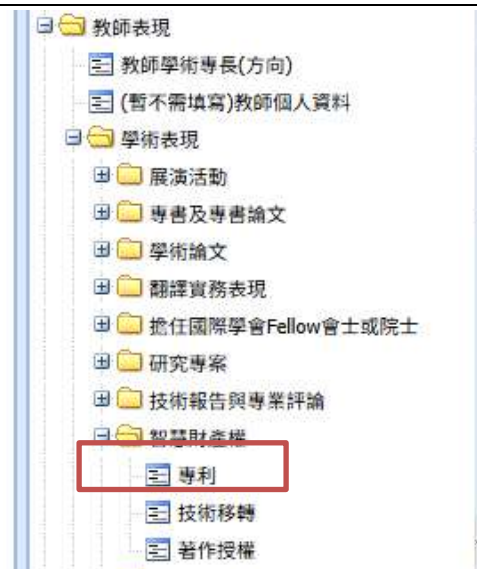 教師表現
教師學術專長(方向)
(暫不需填寫)教師個人資料
學術表現
展演活動
專書及專書論文
學術論文
翻譯實務表現
擔任國際學會Fellow會士或院士
研究專案
技術報告與專業評論
智慧財產權
專利
技術移轉
著作授權